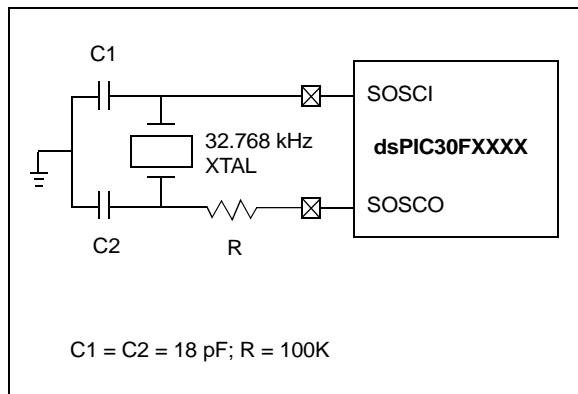 C1
SOSCI
32.768 kHz
XTAL
dsPIC30FXXXX
SOSCO
C2
R
C1 = C2 = 18 pF; R = 100K